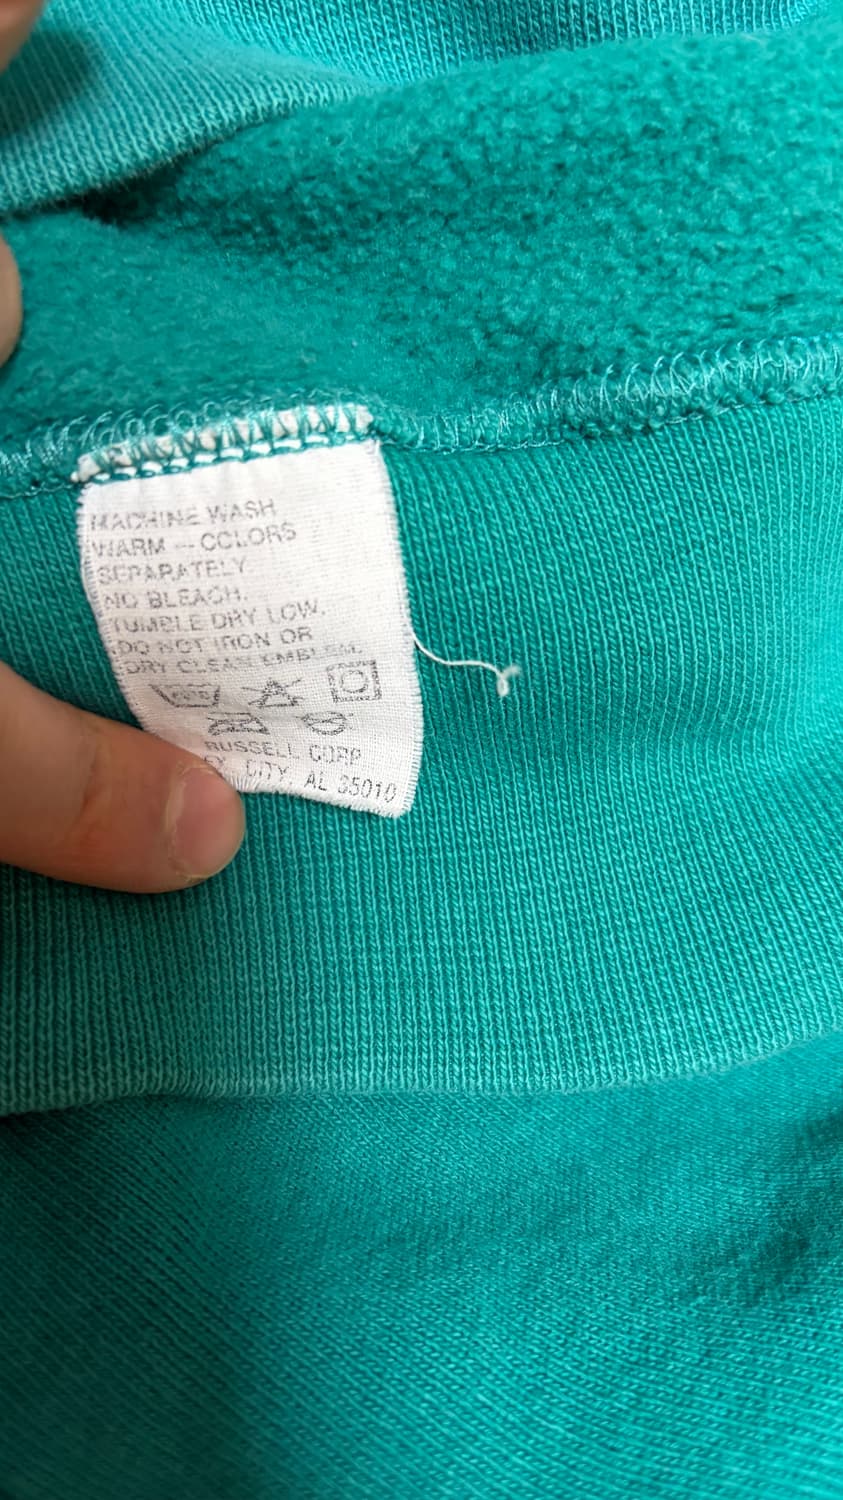 MACHINE WASH
WARM — COLORS
SEPARATELY.
NO BLEACH.
TUMBLE DRY LOW.
DO NOT IRON OR
DRY CLEAN EMBLEM.
RUSSELL CORP
CITY, AL 35010